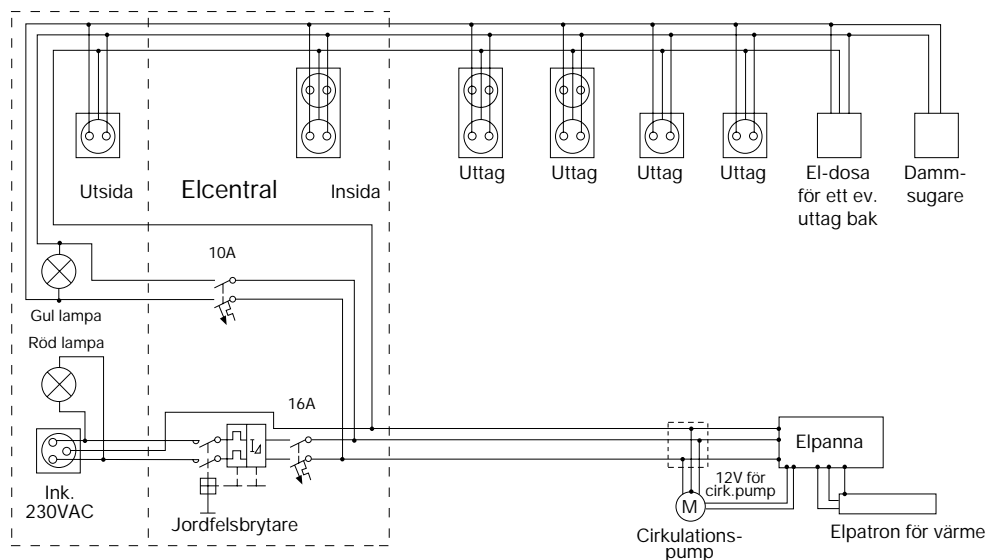 Utsida
Elcentral
Insida
Uttag
Uttag
Uttag
Uttag
El-dosa
för ett ev.
uttag bak
Damm-
sugare
10A
Gul lampa
Röd lampa
16A
Ink.
230VAC
Jordfelsbrytare
I⊿
Elpanna
12V för
cirk.pump
M
Cirkulations-
pump
Elpatron för värme